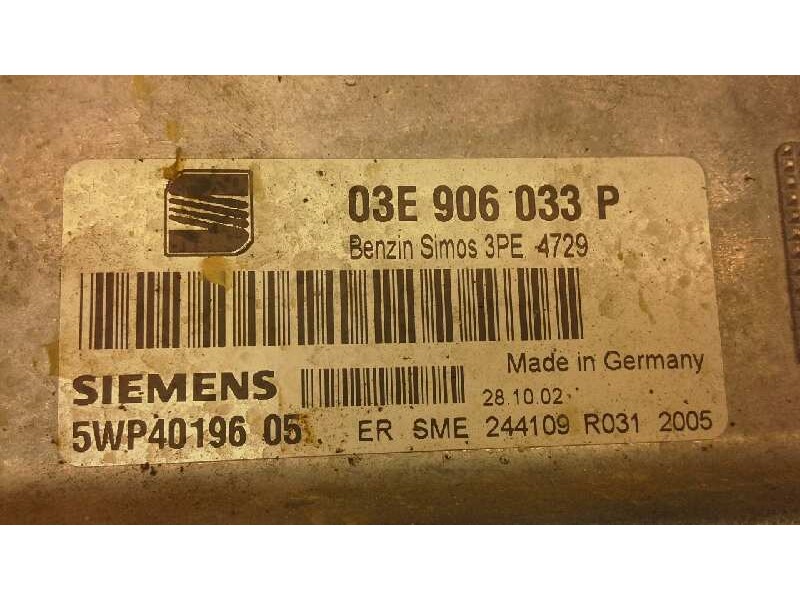 03E 906 033 P
Benzin Simos 3PE 4729
Made in Germany
SIEMENS
28.10.02
5WP40196 05 ER SME 244109 R031 2005